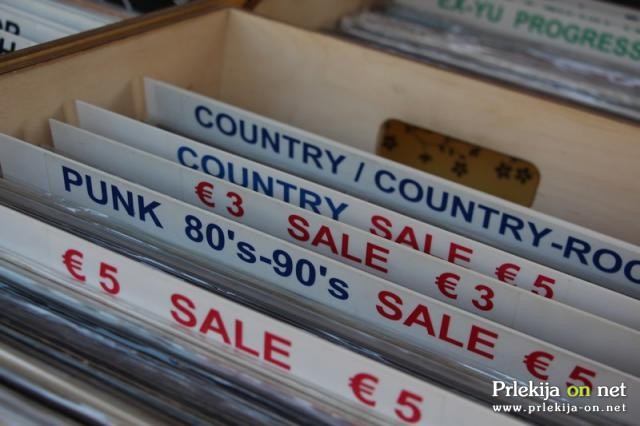 EX-YU PROGRESS
COUNTRY / COUNTRY-ROC
COUNTRY SALE € 5
€ 3 SALE € 3
PUNK 80's-90's SALE € 5
€ 5 SALE € 5
Prlekija on net
www.prlekija-on.net